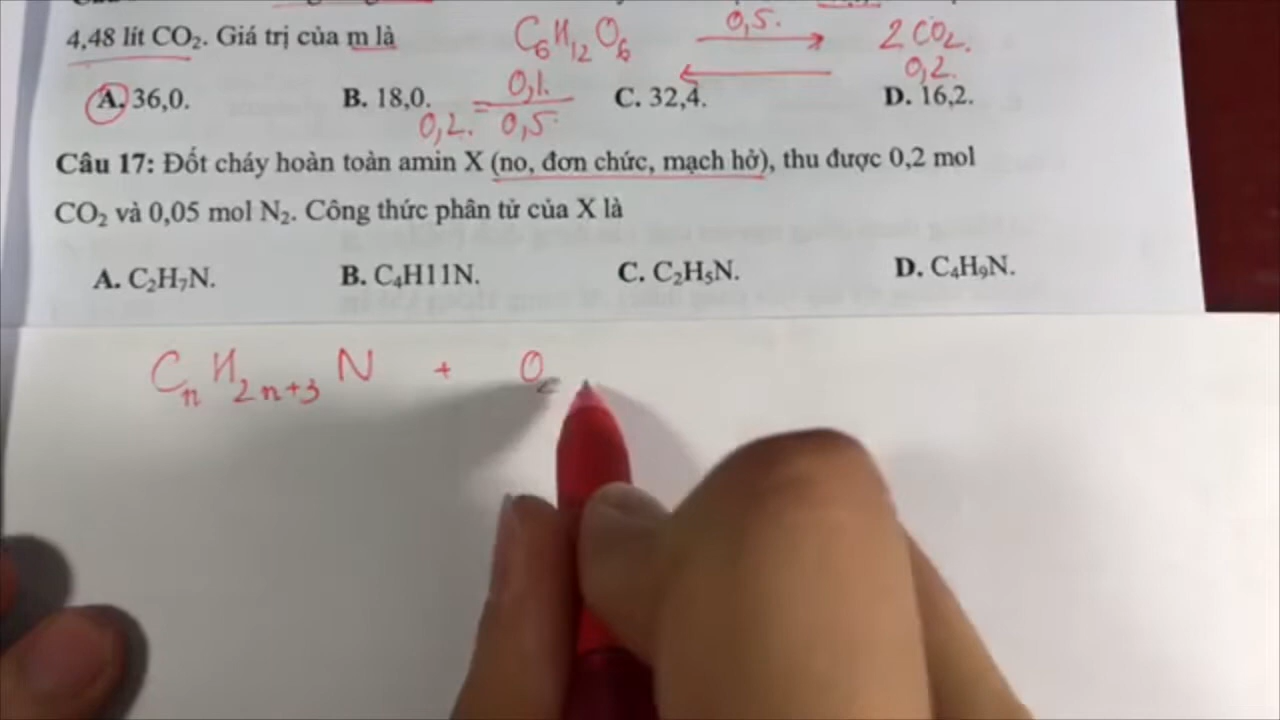 4,48 lít CO₂. Giá trị của m là C₆H₁₂O₆ 0,5. 2CO₂.
0,2.
A. 36,0. B. 18,0. 0,1. C. 32,4. D. 16,2.
0,2. = 0,5.
Câu 17: Đốt cháy hoàn toàn amin X (no, đơn chức, mạch hở), thu được 0,2 mol
CO₂ và 0,05 mol N₂. Công thức phân tử của X là
A. C₂H₇N. B. C₄H11N. C. C₂H₅N. D. C₄H₉N.
CₙH₂ₙ₊₃N + O₂